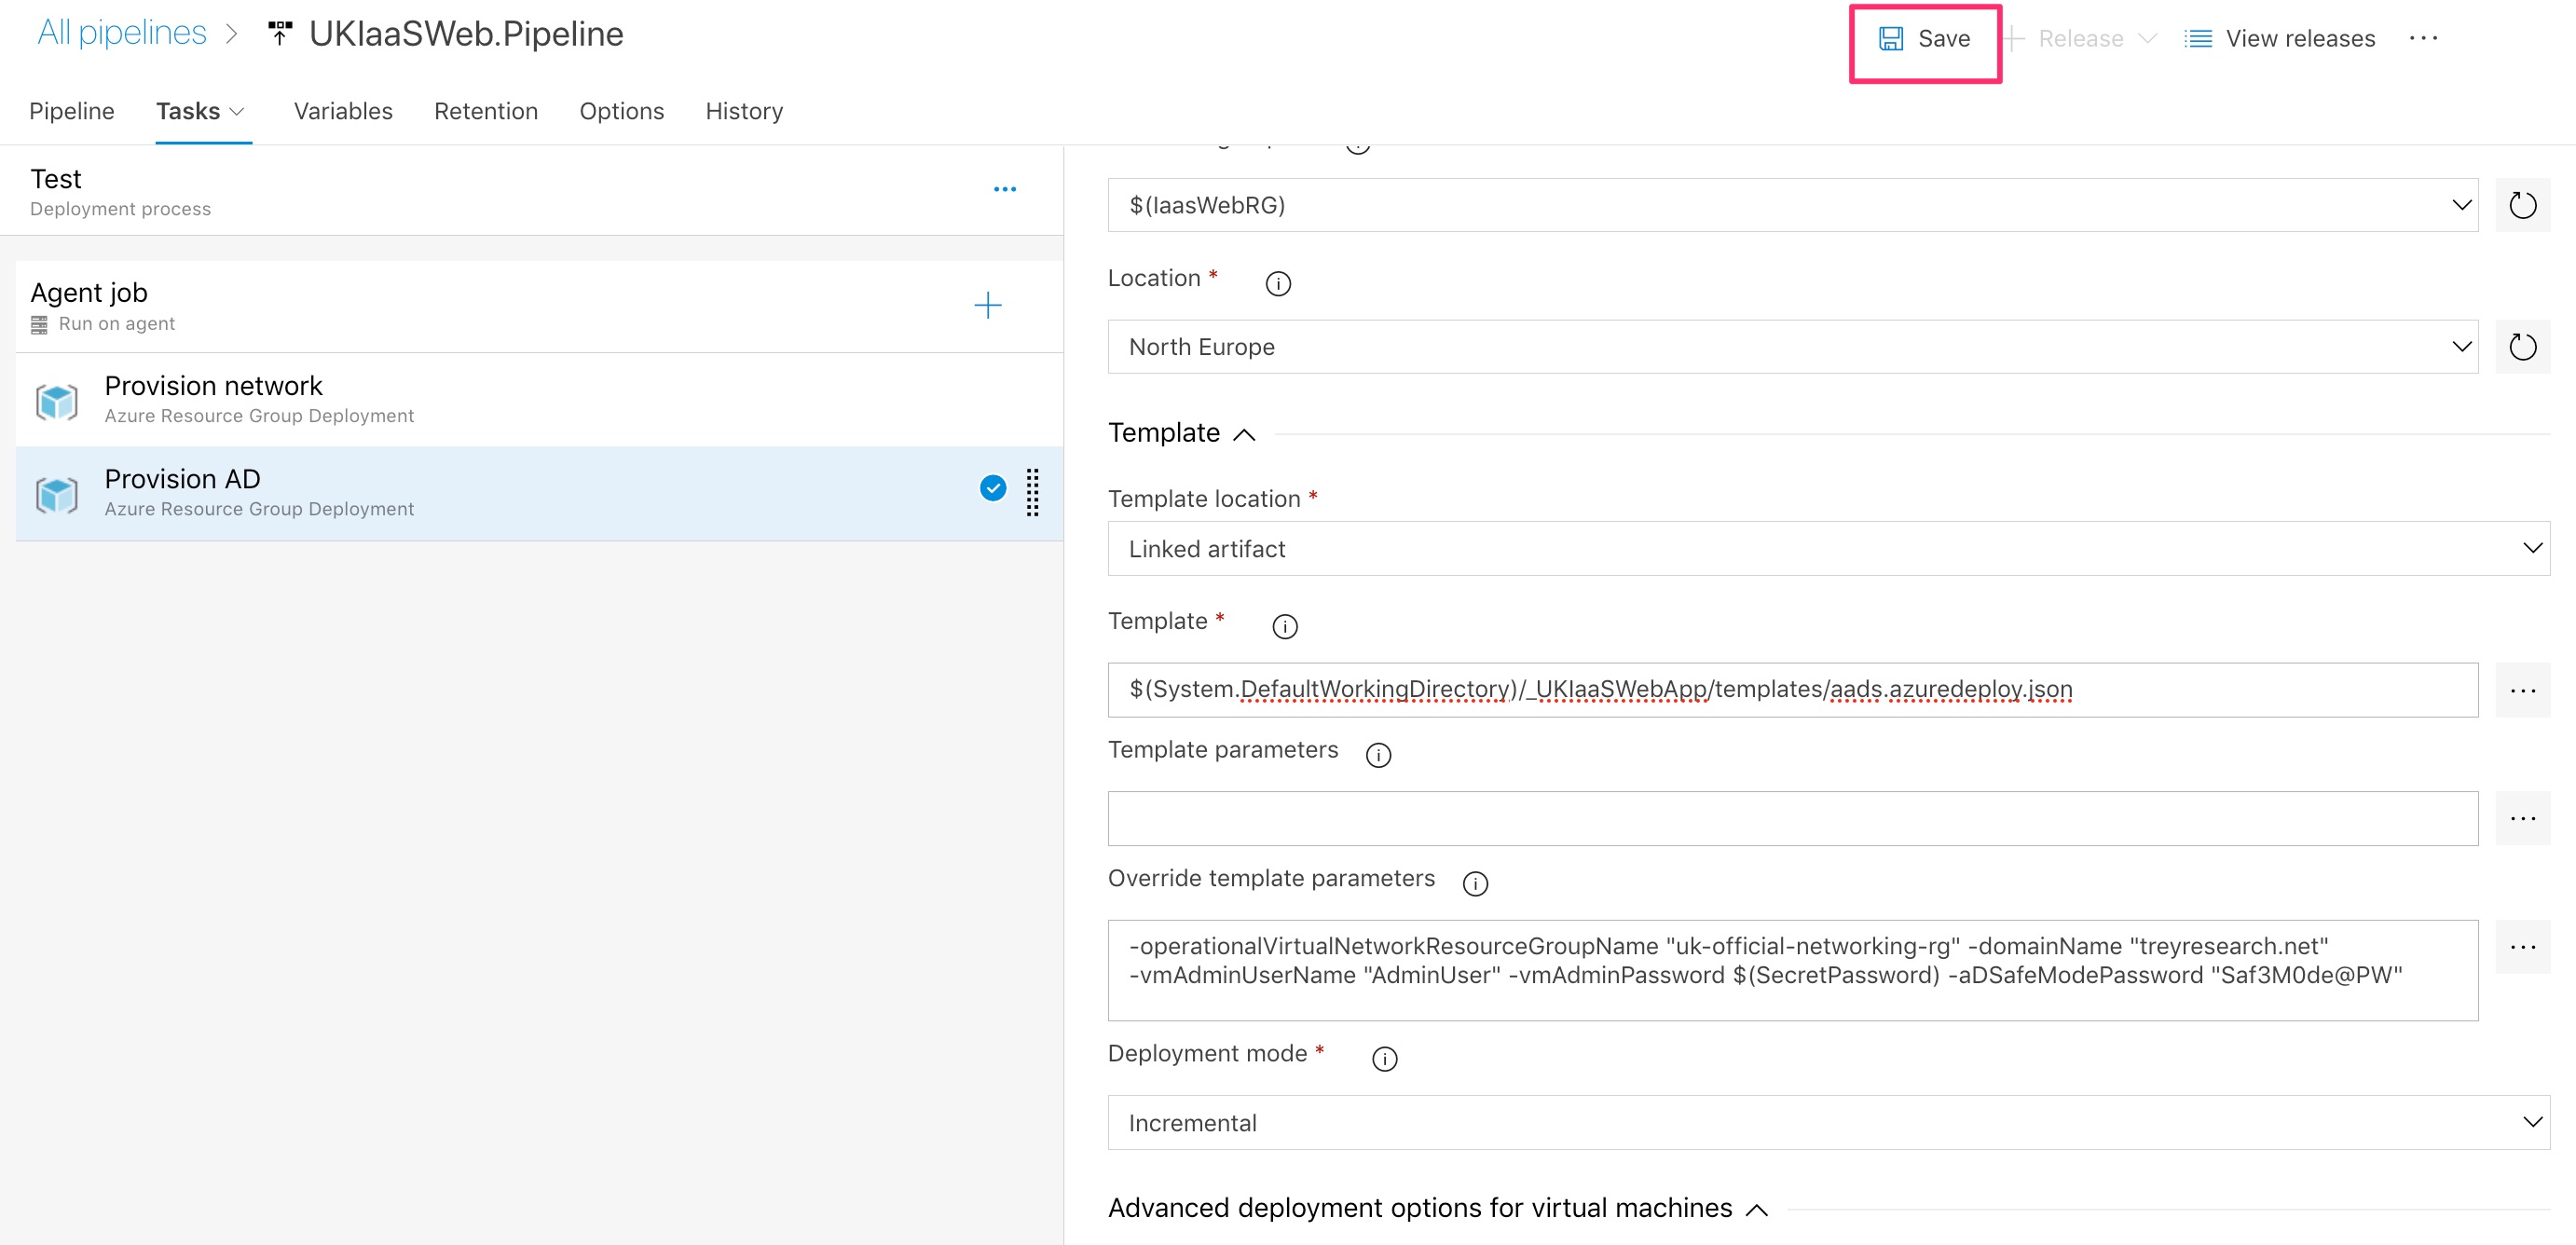 All pipelines > UKIaaSWeb.Pipeline
Save
Release
View releases
Pipeline
Tasks
Variables
Retention
Options
History
Test
Deployment process
Agent job
Run on agent
Provision network
Azure Resource Group Deployment
Provision AD
Azure Resource Group Deployment
$(IaasWebRG)
Location *
North Europe
Template
Template location *
Linked artifact
Template *
$(System.DefaultWorkingDirectory)/_UKIaaSWebApp/templates/aads.azuredeploy.json
Template parameters
Override template parameters
-operationalVirtualNetworkResourceGroupName "uk-official-networking-rg" -domainName "treyresearch.net"
-vmAdminUserName "AdminUser" -vmAdminPassword $(SecretPassword) -aDSafeModePassword "Saf3M0de@PW"
Deployment mode *
Incremental
Advanced deployment options for virtual machines